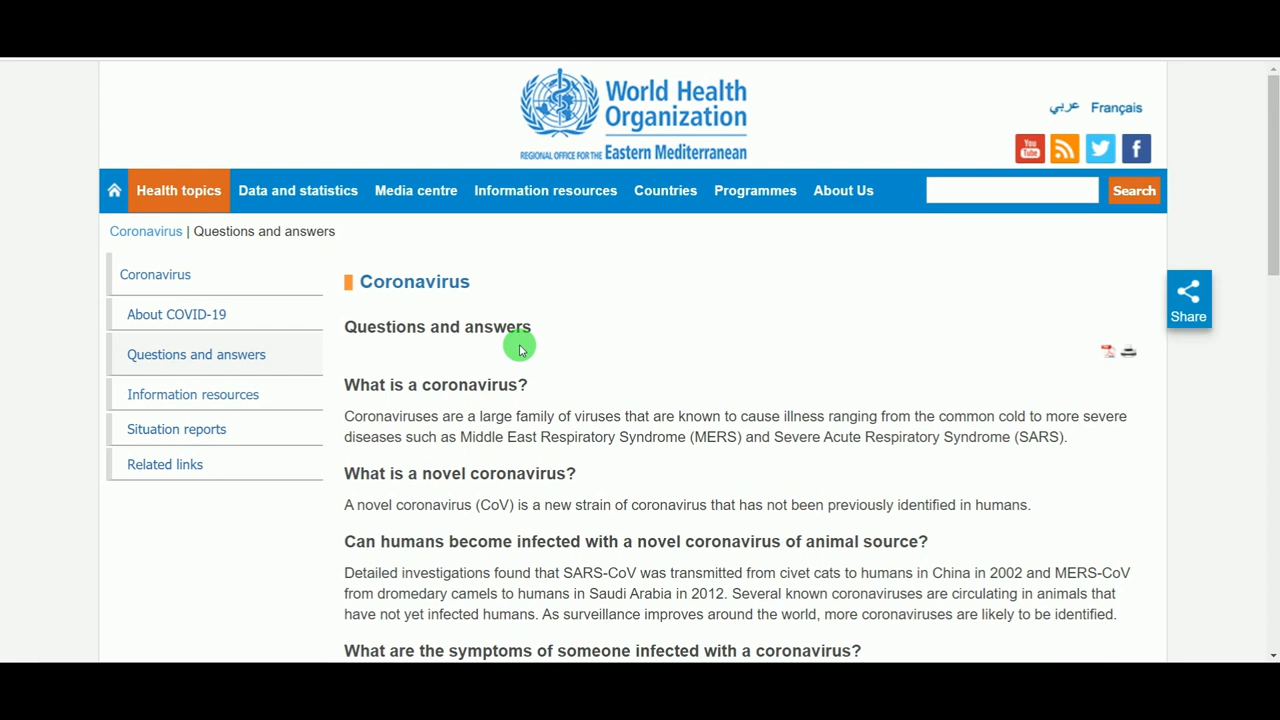 World Health
Organization
REGIONAL OFFICE FOR THE Eastern Mediterranean
عربي Français
You
Tube
Health topics Data and statistics Media centre Information resources Countries Programmes About Us Search
Coronavirus | Questions and answers
Coronavirus
About COVID-19
Questions and answers
Information resources
Situation reports
Related links
Coronavirus
Questions and answers
What is a coronavirus?
Coronaviruses are a large family of viruses that are known to cause illness ranging from the common cold to more severe
diseases such as Middle East Respiratory Syndrome (MERS) and Severe Acute Respiratory Syndrome (SARS).
What is a novel coronavirus?
A novel coronavirus (CoV) is a new strain of coronavirus that has not been previously identified in humans.
Can humans become infected with a novel coronavirus of animal source?
Detailed investigations found that SARS-CoV was transmitted from civet cats to humans in China in 2002 and MERS-CoV
from dromedary camels to humans in Saudi Arabia in 2012. Several known coronaviruses are circulating in animals that
have not yet infected humans. As surveillance improves around the world, more coronaviruses are likely to be identified.
What are the symptoms of someone infected with a coronavirus?
Share